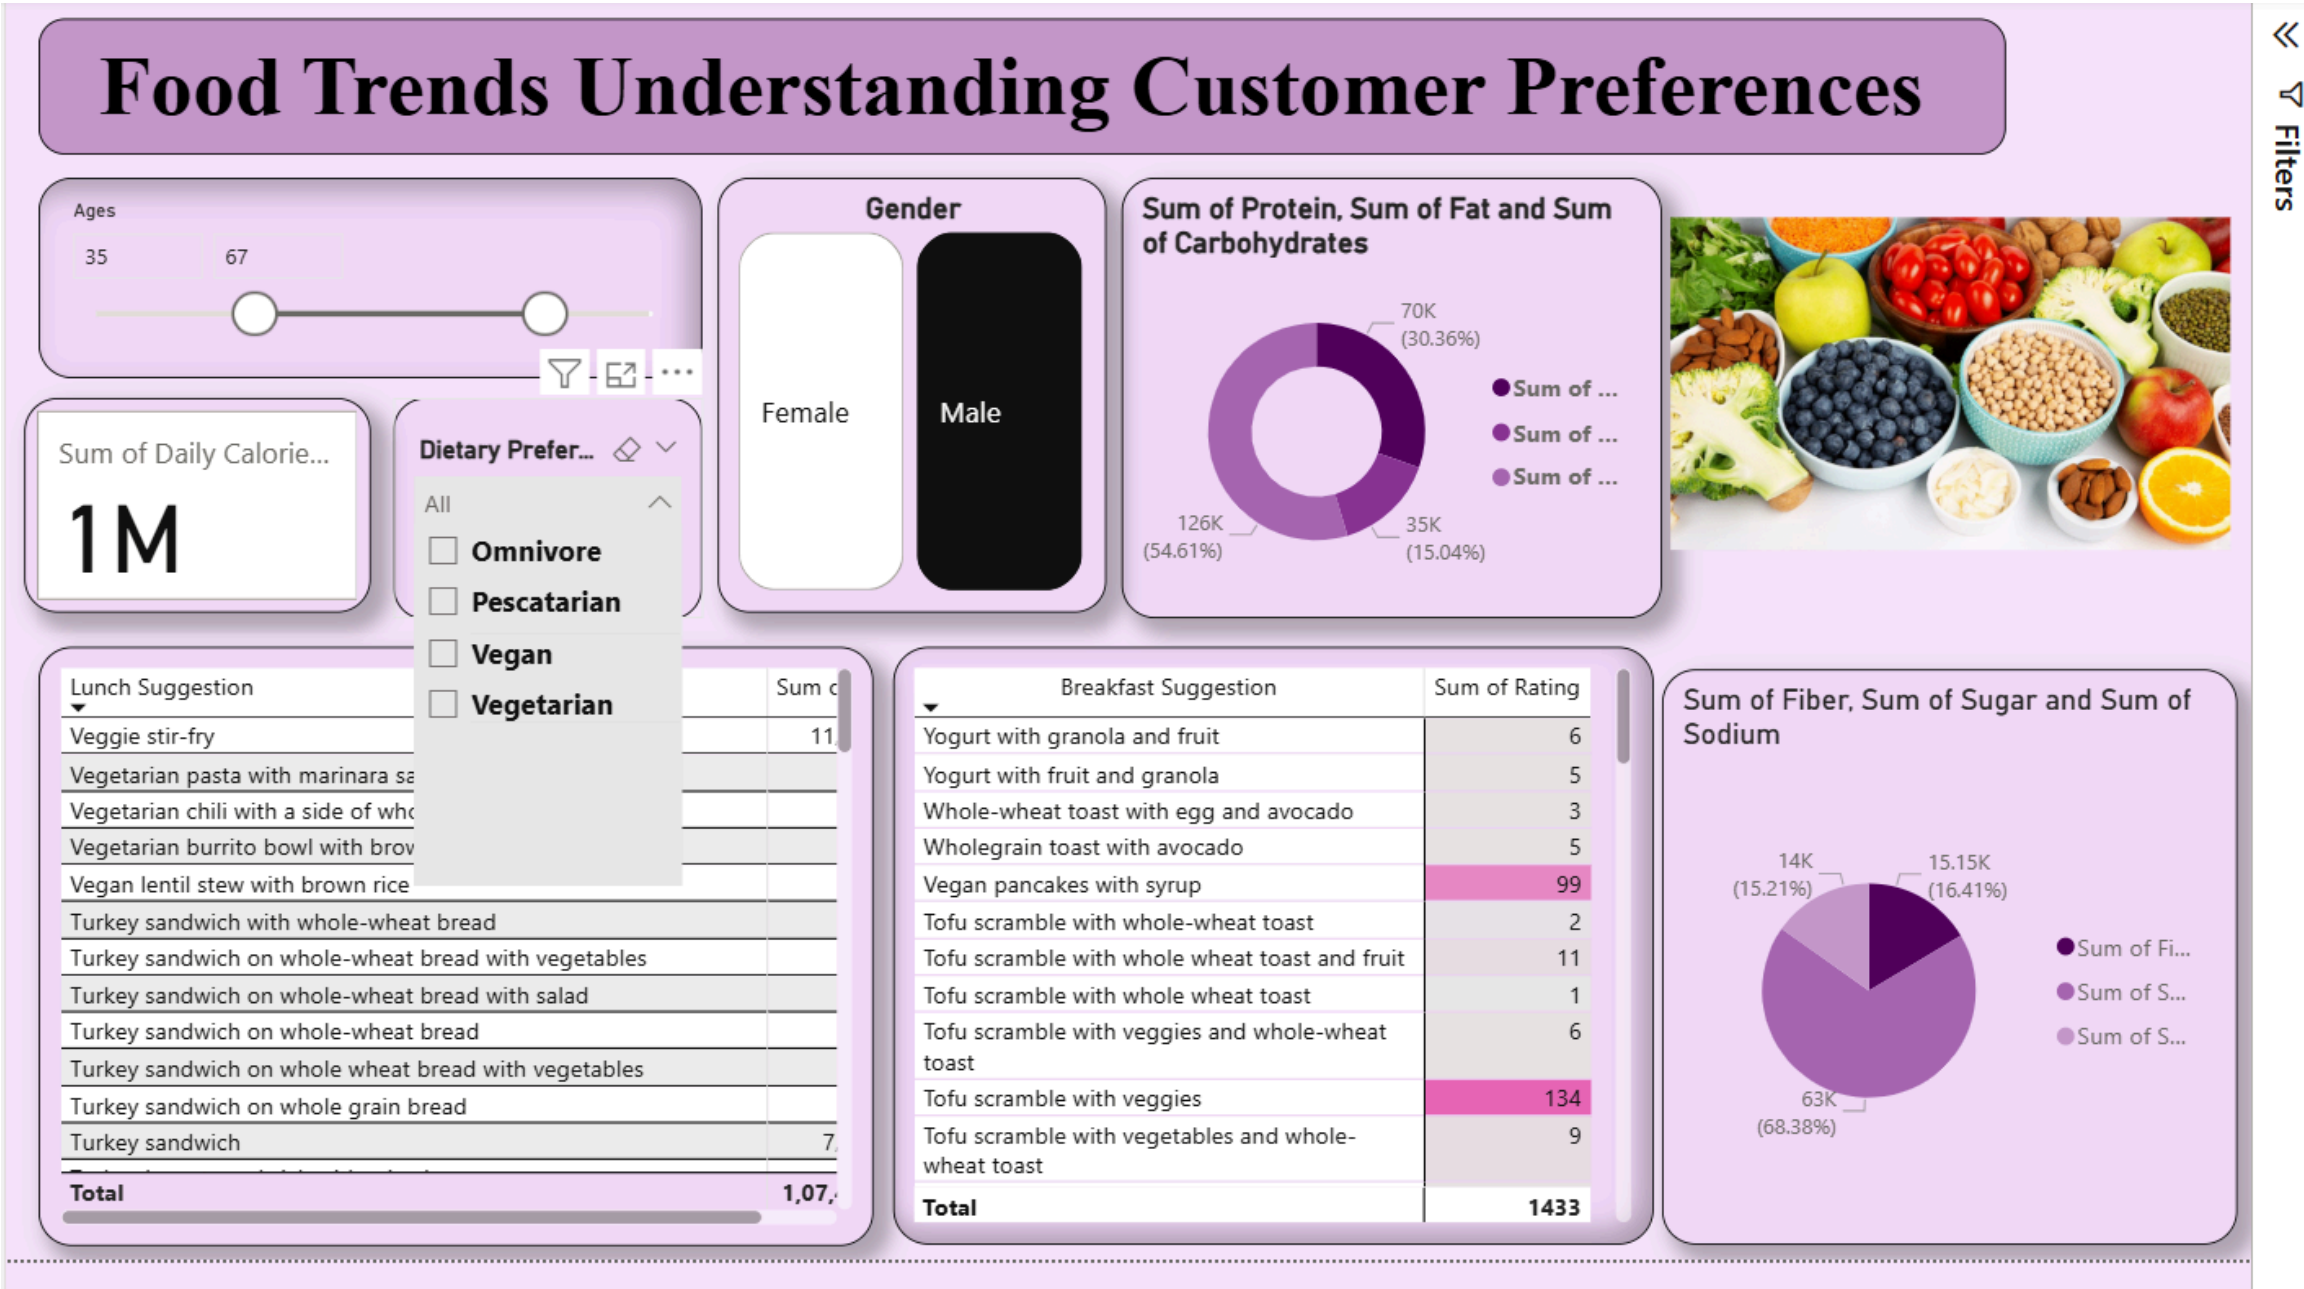 Food Trends Understanding Customer Preferences
Filters
Ages
35 67
Gender
Female
Male
Sum of Protein, Sum of Fat and Sum
of Carbohydrates
70K
(30.36%)
35K
(15.04%)
126K
(54.61%)
Sum of ...
Sum of ...
Sum of ...
Sum of Daily Calorie...
1M
Dietary Prefer...
All
Omnivore
Pescatarian
Vegan
Vegetarian
Lunch Suggestion Sum
Veggie stir-fry 11,
Vegetarian pasta with marinara
Vegetarian chili with a side of
Vegetarian burrito bowl with
Vegan lentil stew with brown rice
Turkey sandwich with whole-wheat bread
Turkey sandwich on whole-wheat bread with vegetables
Turkey sandwich on whole-wheat bread with salad
Turkey sandwich on whole-wheat bread
Turkey sandwich on whole wheat bread with vegetables
Turkey sandwich on whole grain bread
Turkey sandwich 7,
Total 1,07,
Breakfast Suggestion Sum of Rating
Yogurt with granola and fruit 6
Yogurt with fruit and granola 5
Whole-wheat toast with egg and avocado 3
Wholegrain toast with avocado 5
Vegan pancakes with syrup 99
Tofu scramble with whole-wheat toast 2
Tofu scramble with whole wheat toast and fruit 11
Tofu scramble with whole wheat toast 1
Tofu scramble with veggies and whole-wheat 6
toast
Tofu scramble with veggies 134
Tofu scramble with vegetables and whole- 9
wheat toast
Total 1433
Sum of Fiber, Sum of Sugar and Sum of
Sodium
14K
(15.21%)
15.15K
(16.41%)
63K
(68.38%)
Sum of Fi...
Sum of S...
Sum of S...